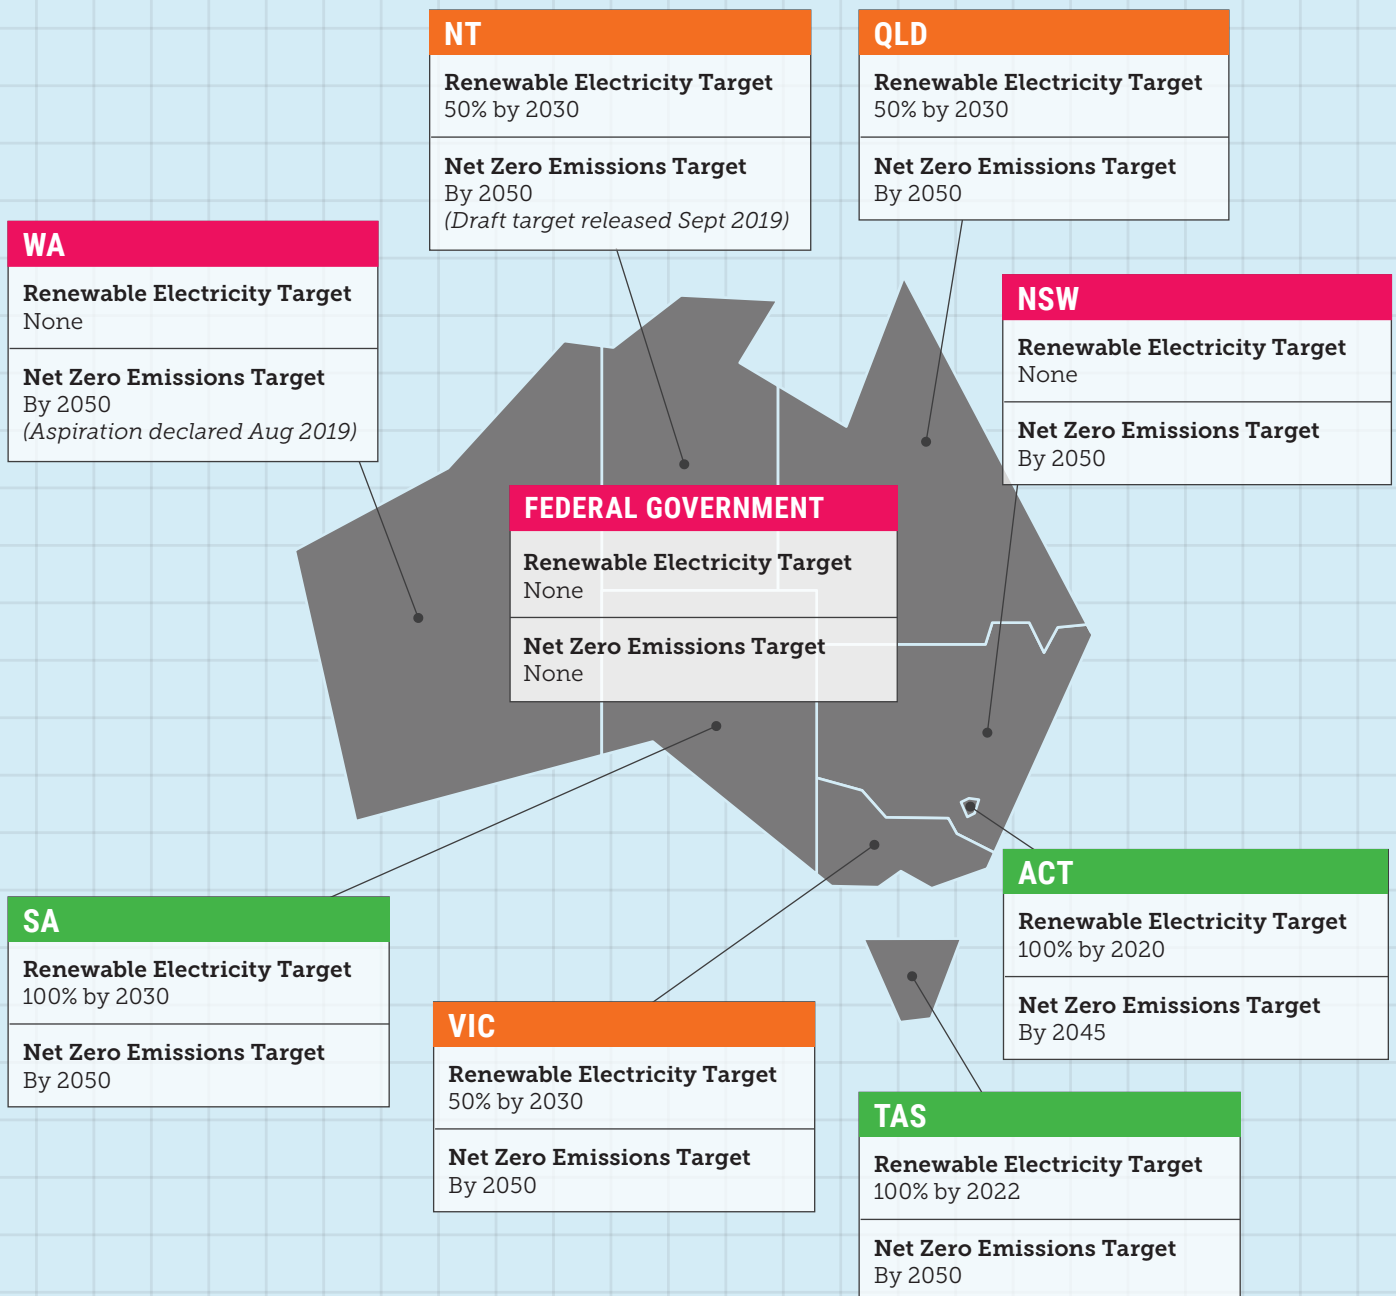 NT
Renewable Electricity Target
50% by 2030
Net Zero Emissions Target
By 2050
(Draft target released Sept 2019)
QLD
Renewable Electricity Target
50% by 2030
Net Zero Emissions Target
By 2050
WA
Renewable Electricity Target
None
Net Zero Emissions Target
By 2050
(Aspiration declared Aug 2019)
NSW
Renewable Electricity Target
None
Net Zero Emissions Target
By 2050
FEDERAL GOVERNMENT
Renewable Electricity Target
None
Net Zero Emissions Target
None
ACT
Renewable Electricity Target
100% by 2020
Net Zero Emissions Target
By 2045
SA
Renewable Electricity Target
100% by 2030
Net Zero Emissions Target
By 2050
VIC
Renewable Electricity Target
50% by 2030
Net Zero Emissions Target
By 2050
TAS
Renewable Electricity Target
100% by 2022
Net Zero Emissions Target
By 2050